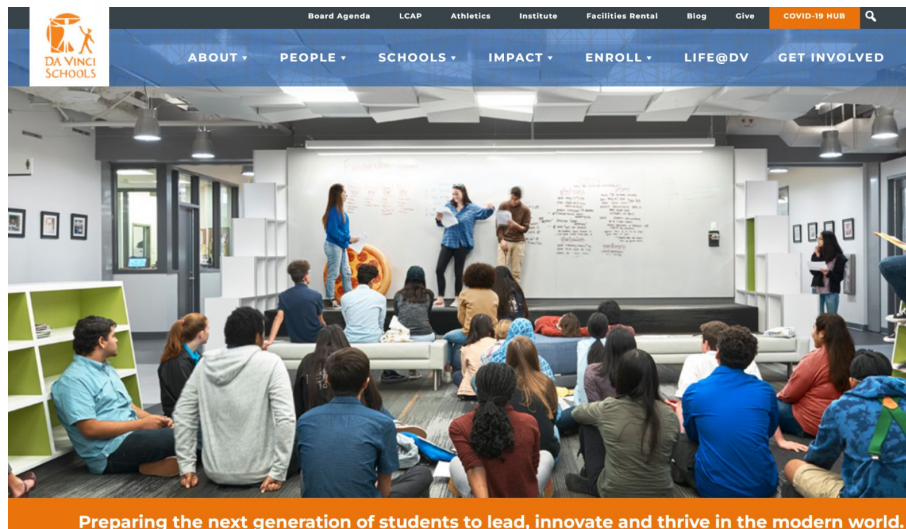 Board Agenda LCAP Athletics Institute Facilities Rental Blog Give COVID-19 HUB
DA VINCI
SCHOOLS
ABOUT PEOPLE SCHOOLS IMPACT ENROLL LIFE@DV GET INVOLVED
Preparing the next generation of students to lead, innovate and thrive in the modern world.